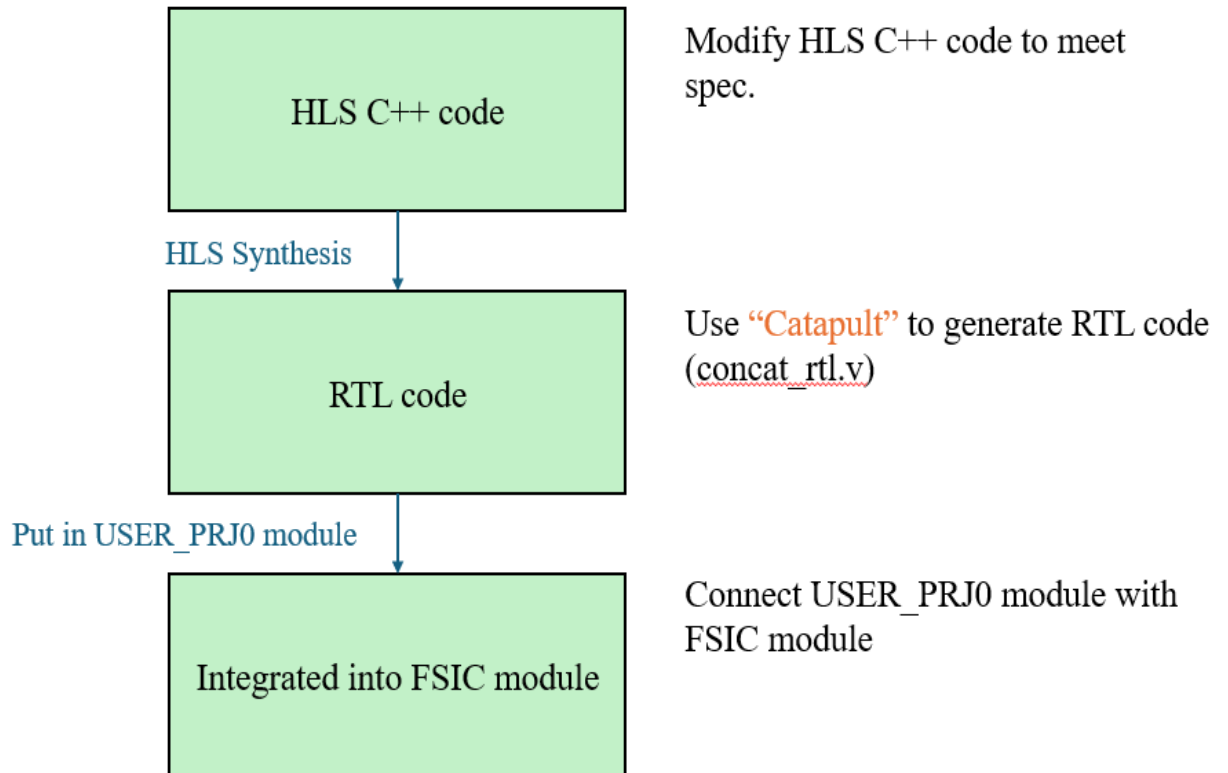 Modify HLS C++ code to meet
spec.
HLS C++ code
HLS Synthesis
Use “Catapult” to generate RTL code
(concat_rtl.v)
RTL code
Put in USER_PRJ0 module
Connect USER_PRJ0 module with
FSIC module
Integrated into FSIC module